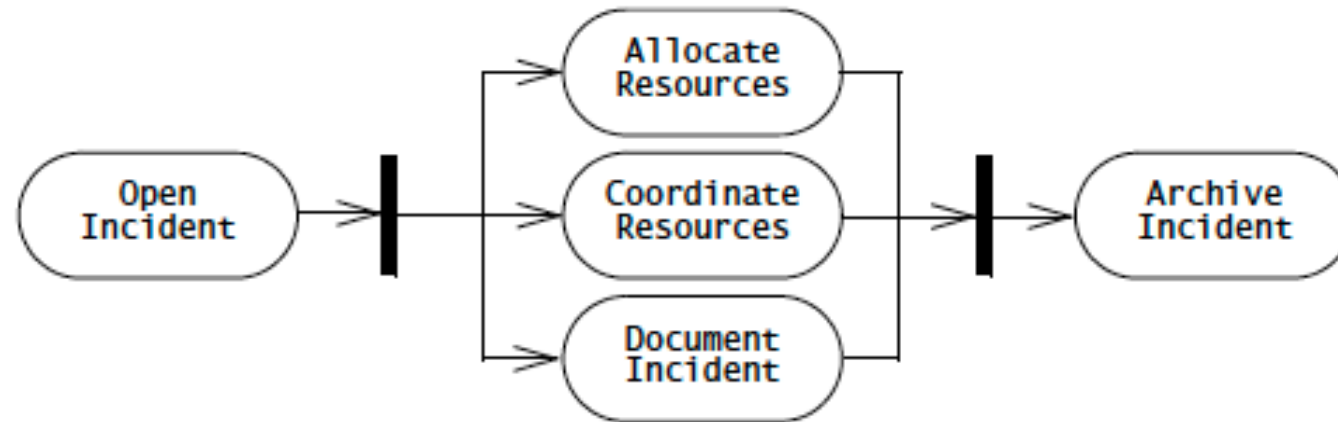 Open
Incident
Allocate
Resources
Coordinate
Resources
Document
Incident
Archive
Incident